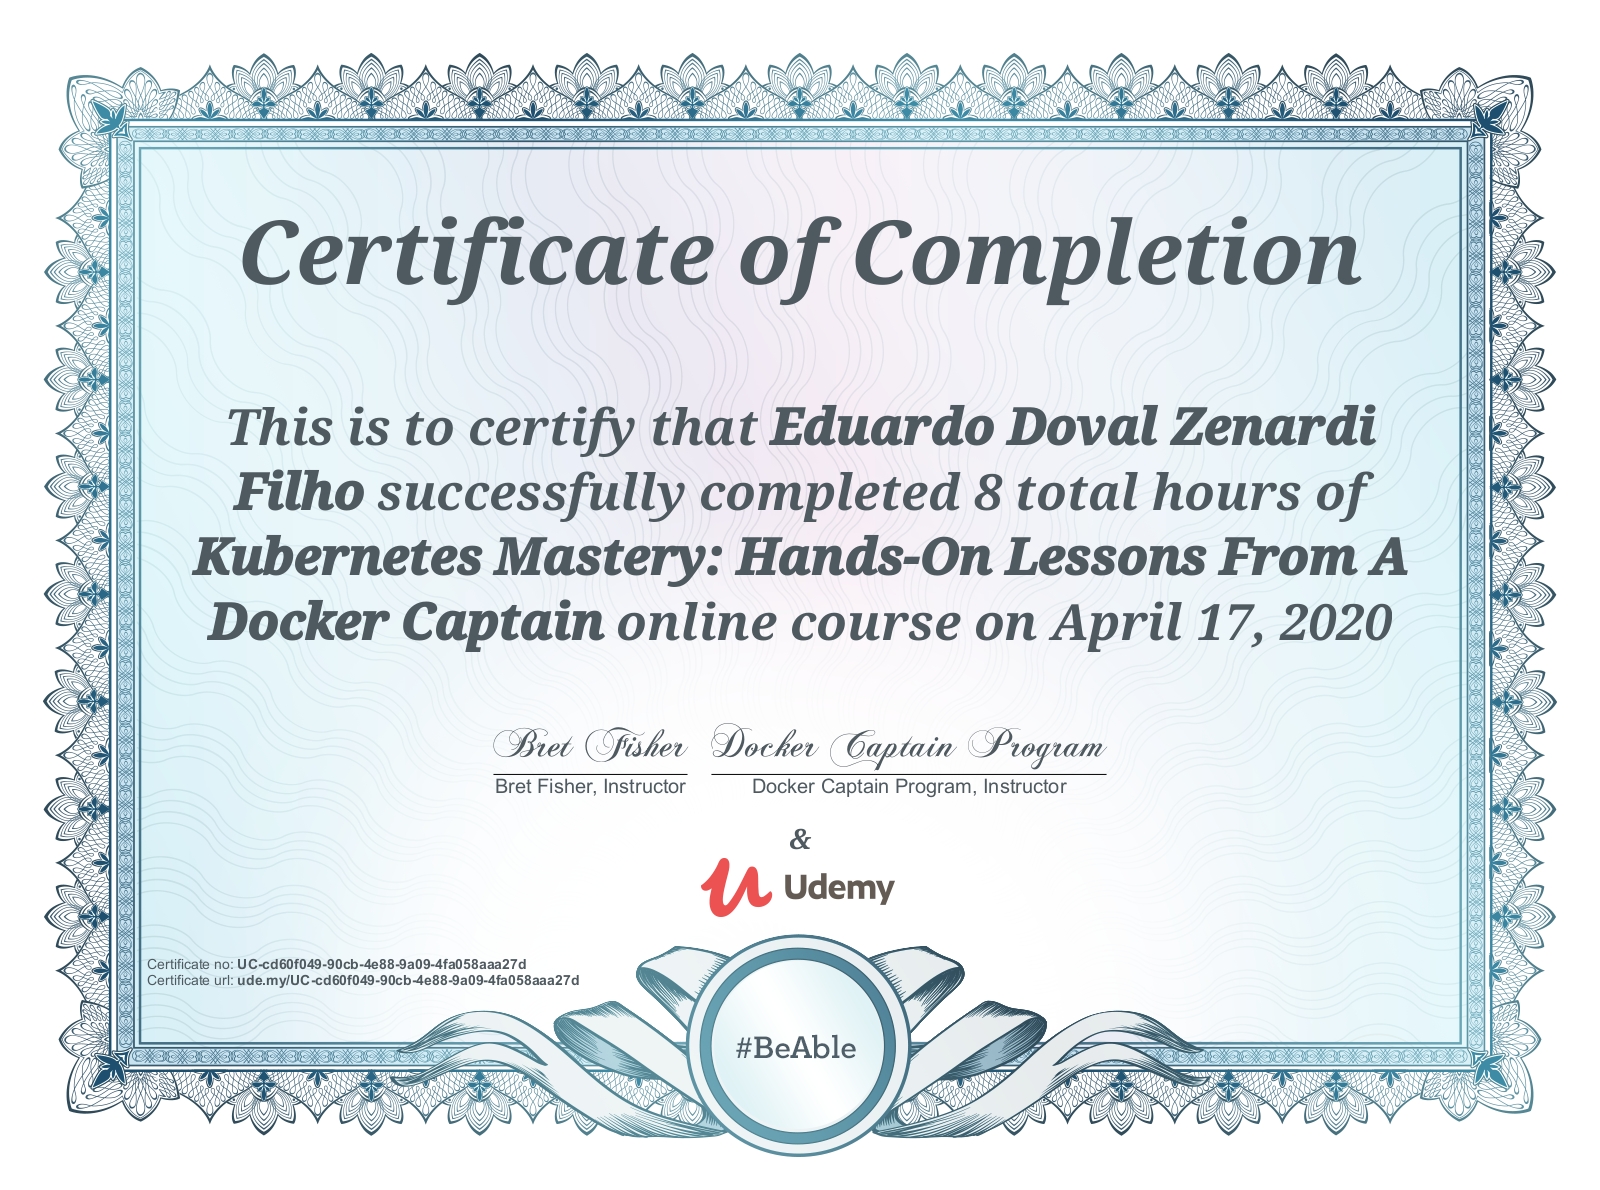 Certificate of Completion
This is to certify that Eduardo Doval Zenardi
Filho successfully completed 8 total hours of
Kubernetes Mastery: Hands-On Lessons From A
Docker Captain online course on April 17, 2020
Bret Fisher Docker Captain Program
Bret Fisher, Instructor Docker Captain Program, Instructor
&
Udemy
Certificate no: UC-cd60f049-90cb-4e88-9a09-4fa058aaa27d
Certificate url: ude.my/UC-cd60f049-90cb-4e88-9a09-4fa058aaa27d
#BeAble